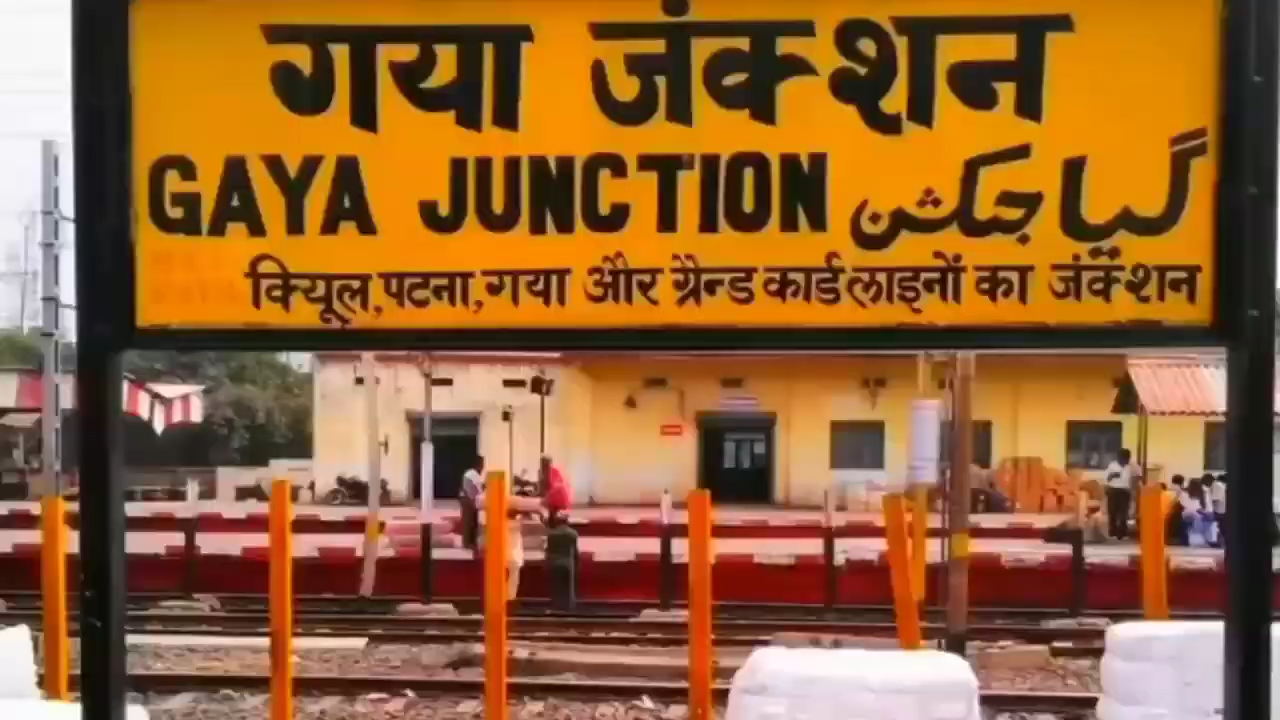 गया जंक्शन
GAYA JUNCTION گیا جنکشن
कियूल,पटना,गया और ग्रैन्ड कार्ड लाइनों का जंक्शन